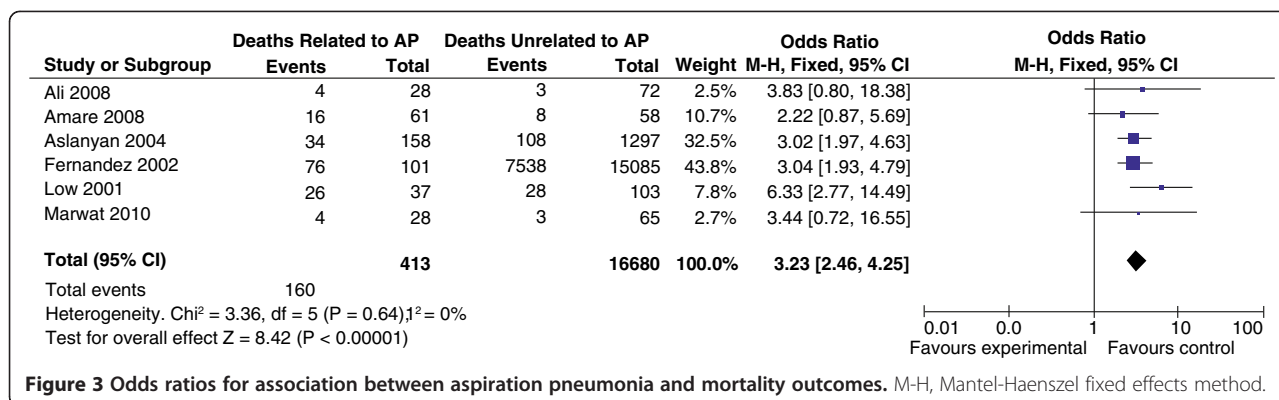 Deaths Related to AP Deaths Unrelated to AP Odds Ratio Odds Ratio
Study or Subgroup Events Total Events Total Weight M-H, Fixed, 95% CI M-H, Fixed, 95% CI
Ali 2008 4 28 3 72 2.5% 3.83 [0.80, 18.38]
Amare 2008 16 61 8 58 10.7% 2.22 [0.87, 5.69]
Aslanyan 2004 34 158 108 1297 32.5% 3.02 [1.97, 4.63]
Fernandez 2002 76 101 7538 15085 43.8% 3.04 [1.93, 4.79]
Low 2001 26 37 28 103 7.8% 6.33 [2.77, 14.49]
Marwat 2010 4 28 3 65 2.7% 3.44 [0.72, 16.55]
Total (95% CI) 413 16680 100.0% 3.23 [2.46, 4.25]
Total events 160
Heterogeneity. Chi² = 3.36, df = 5 (P = 0.64),1² = 0%
Test for overall effect Z = 8.42 (P < 0.00001)
0.01 0.0 1 10 100
Favours experimental Favours control
Figure 3 Odds ratios for association between aspiration pneumonia and mortality outcomes. M-H, Mantel-Haenszel fixed effects method.